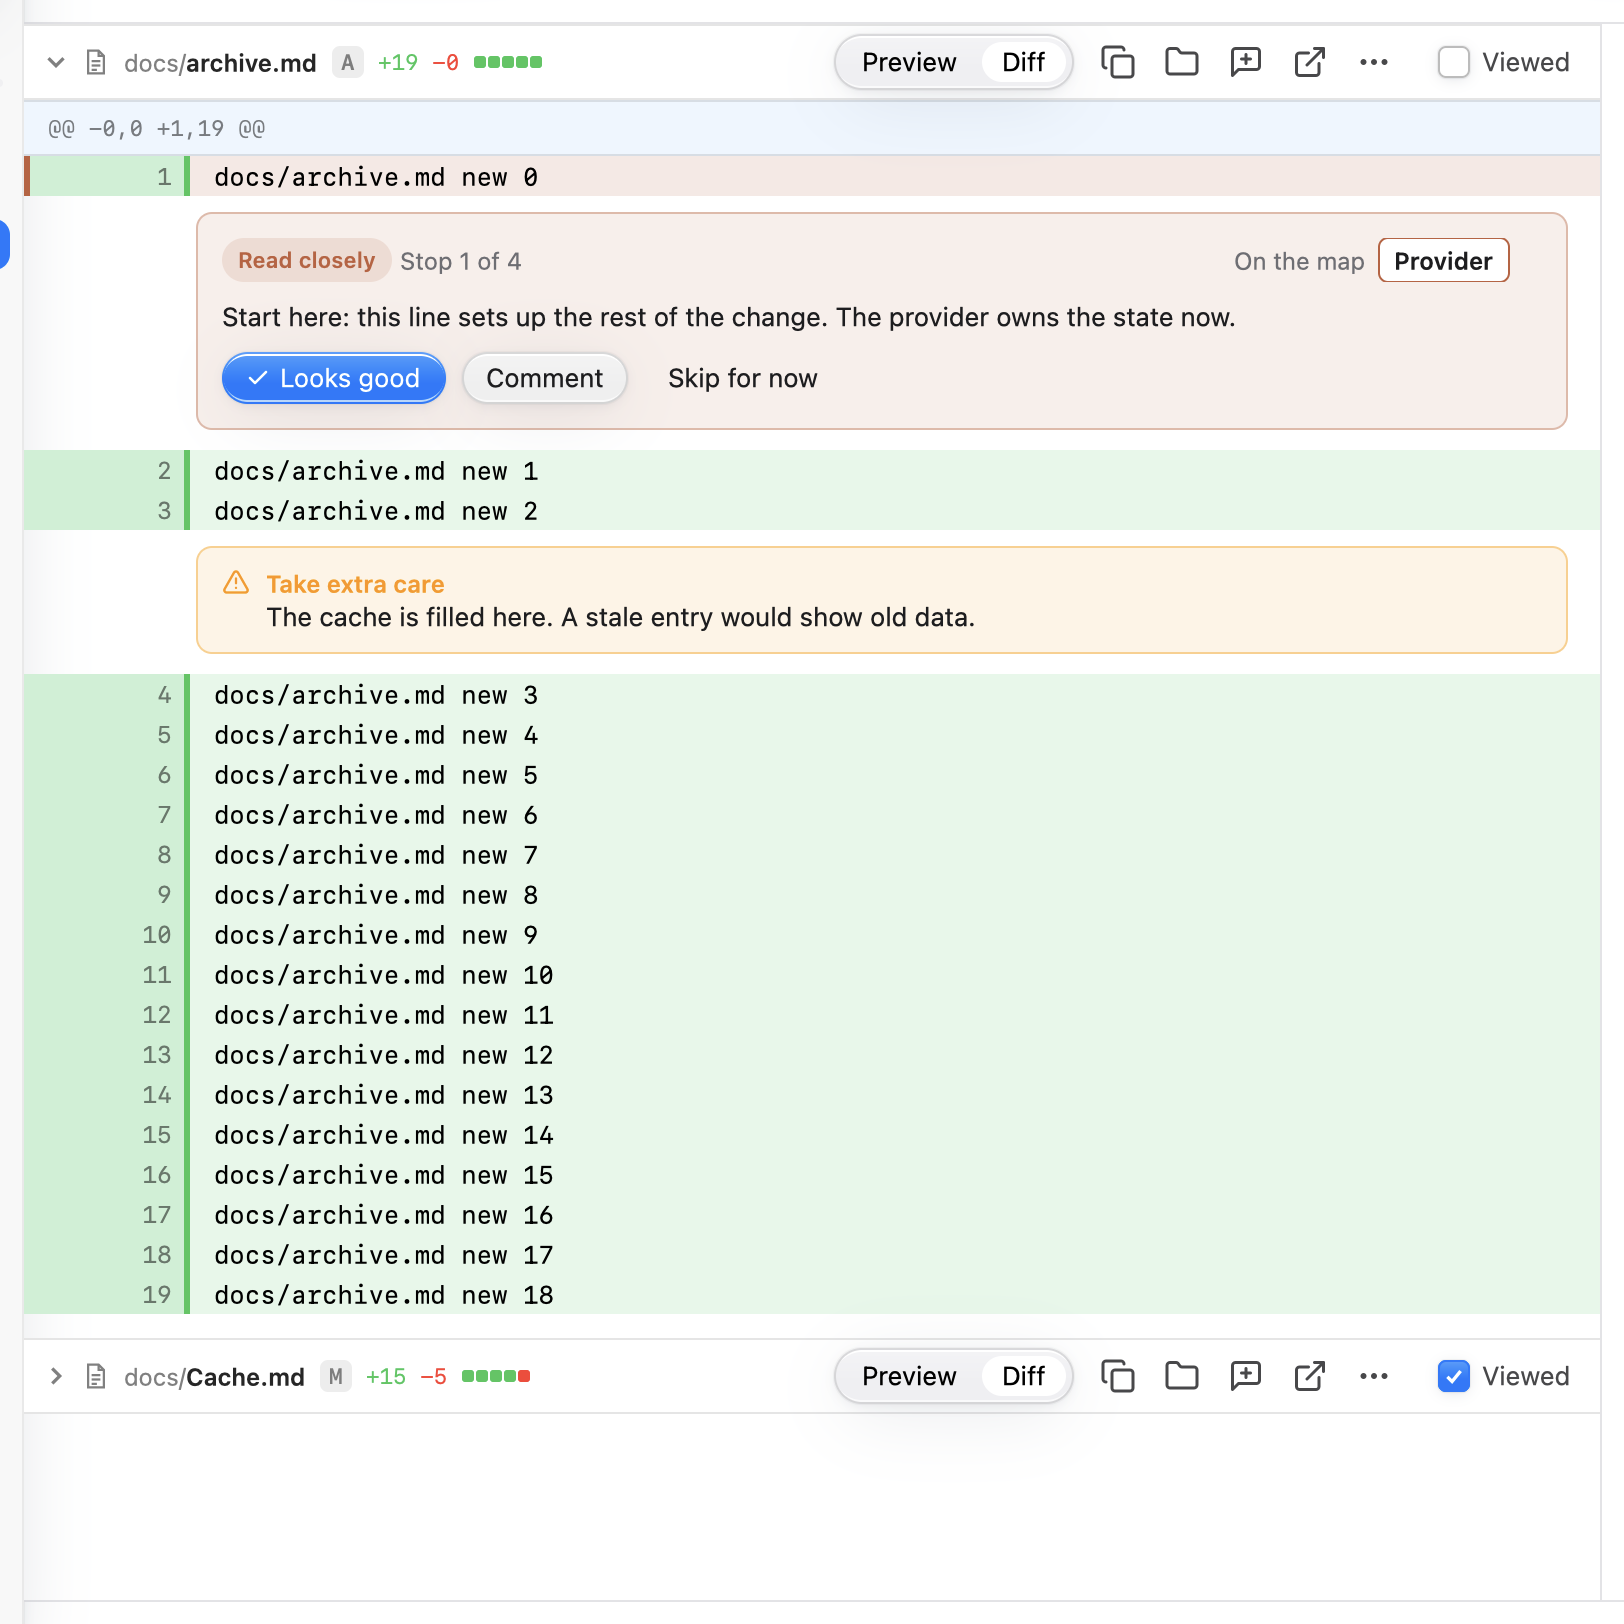 docs/archive.md A +19 −0 Preview Diff Viewed
@@ −0,0 +1,19 @@
1 docs/archive.md new 0
Read closely Stop 1 of 4 On the map Provider
Start here: this line sets up the rest of the change. The provider owns the state now.
Looks good Comment Skip for now
2 docs/archive.md new 1
3 docs/archive.md new 2
Take extra care
The cache is filled here. A stale entry would show old data.
4 docs/archive.md new 3
5 docs/archive.md new 4
6 docs/archive.md new 5
7 docs/archive.md new 6
8 docs/archive.md new 7
9 docs/archive.md new 8
10 docs/archive.md new 9
11 docs/archive.md new 10
12 docs/archive.md new 11
13 docs/archive.md new 12
14 docs/archive.md new 13
15 docs/archive.md new 14
16 docs/archive.md new 15
17 docs/archive.md new 16
18 docs/archive.md new 17
19 docs/archive.md new 18
docs/Cache.md M +15 −5 Preview Diff Viewed